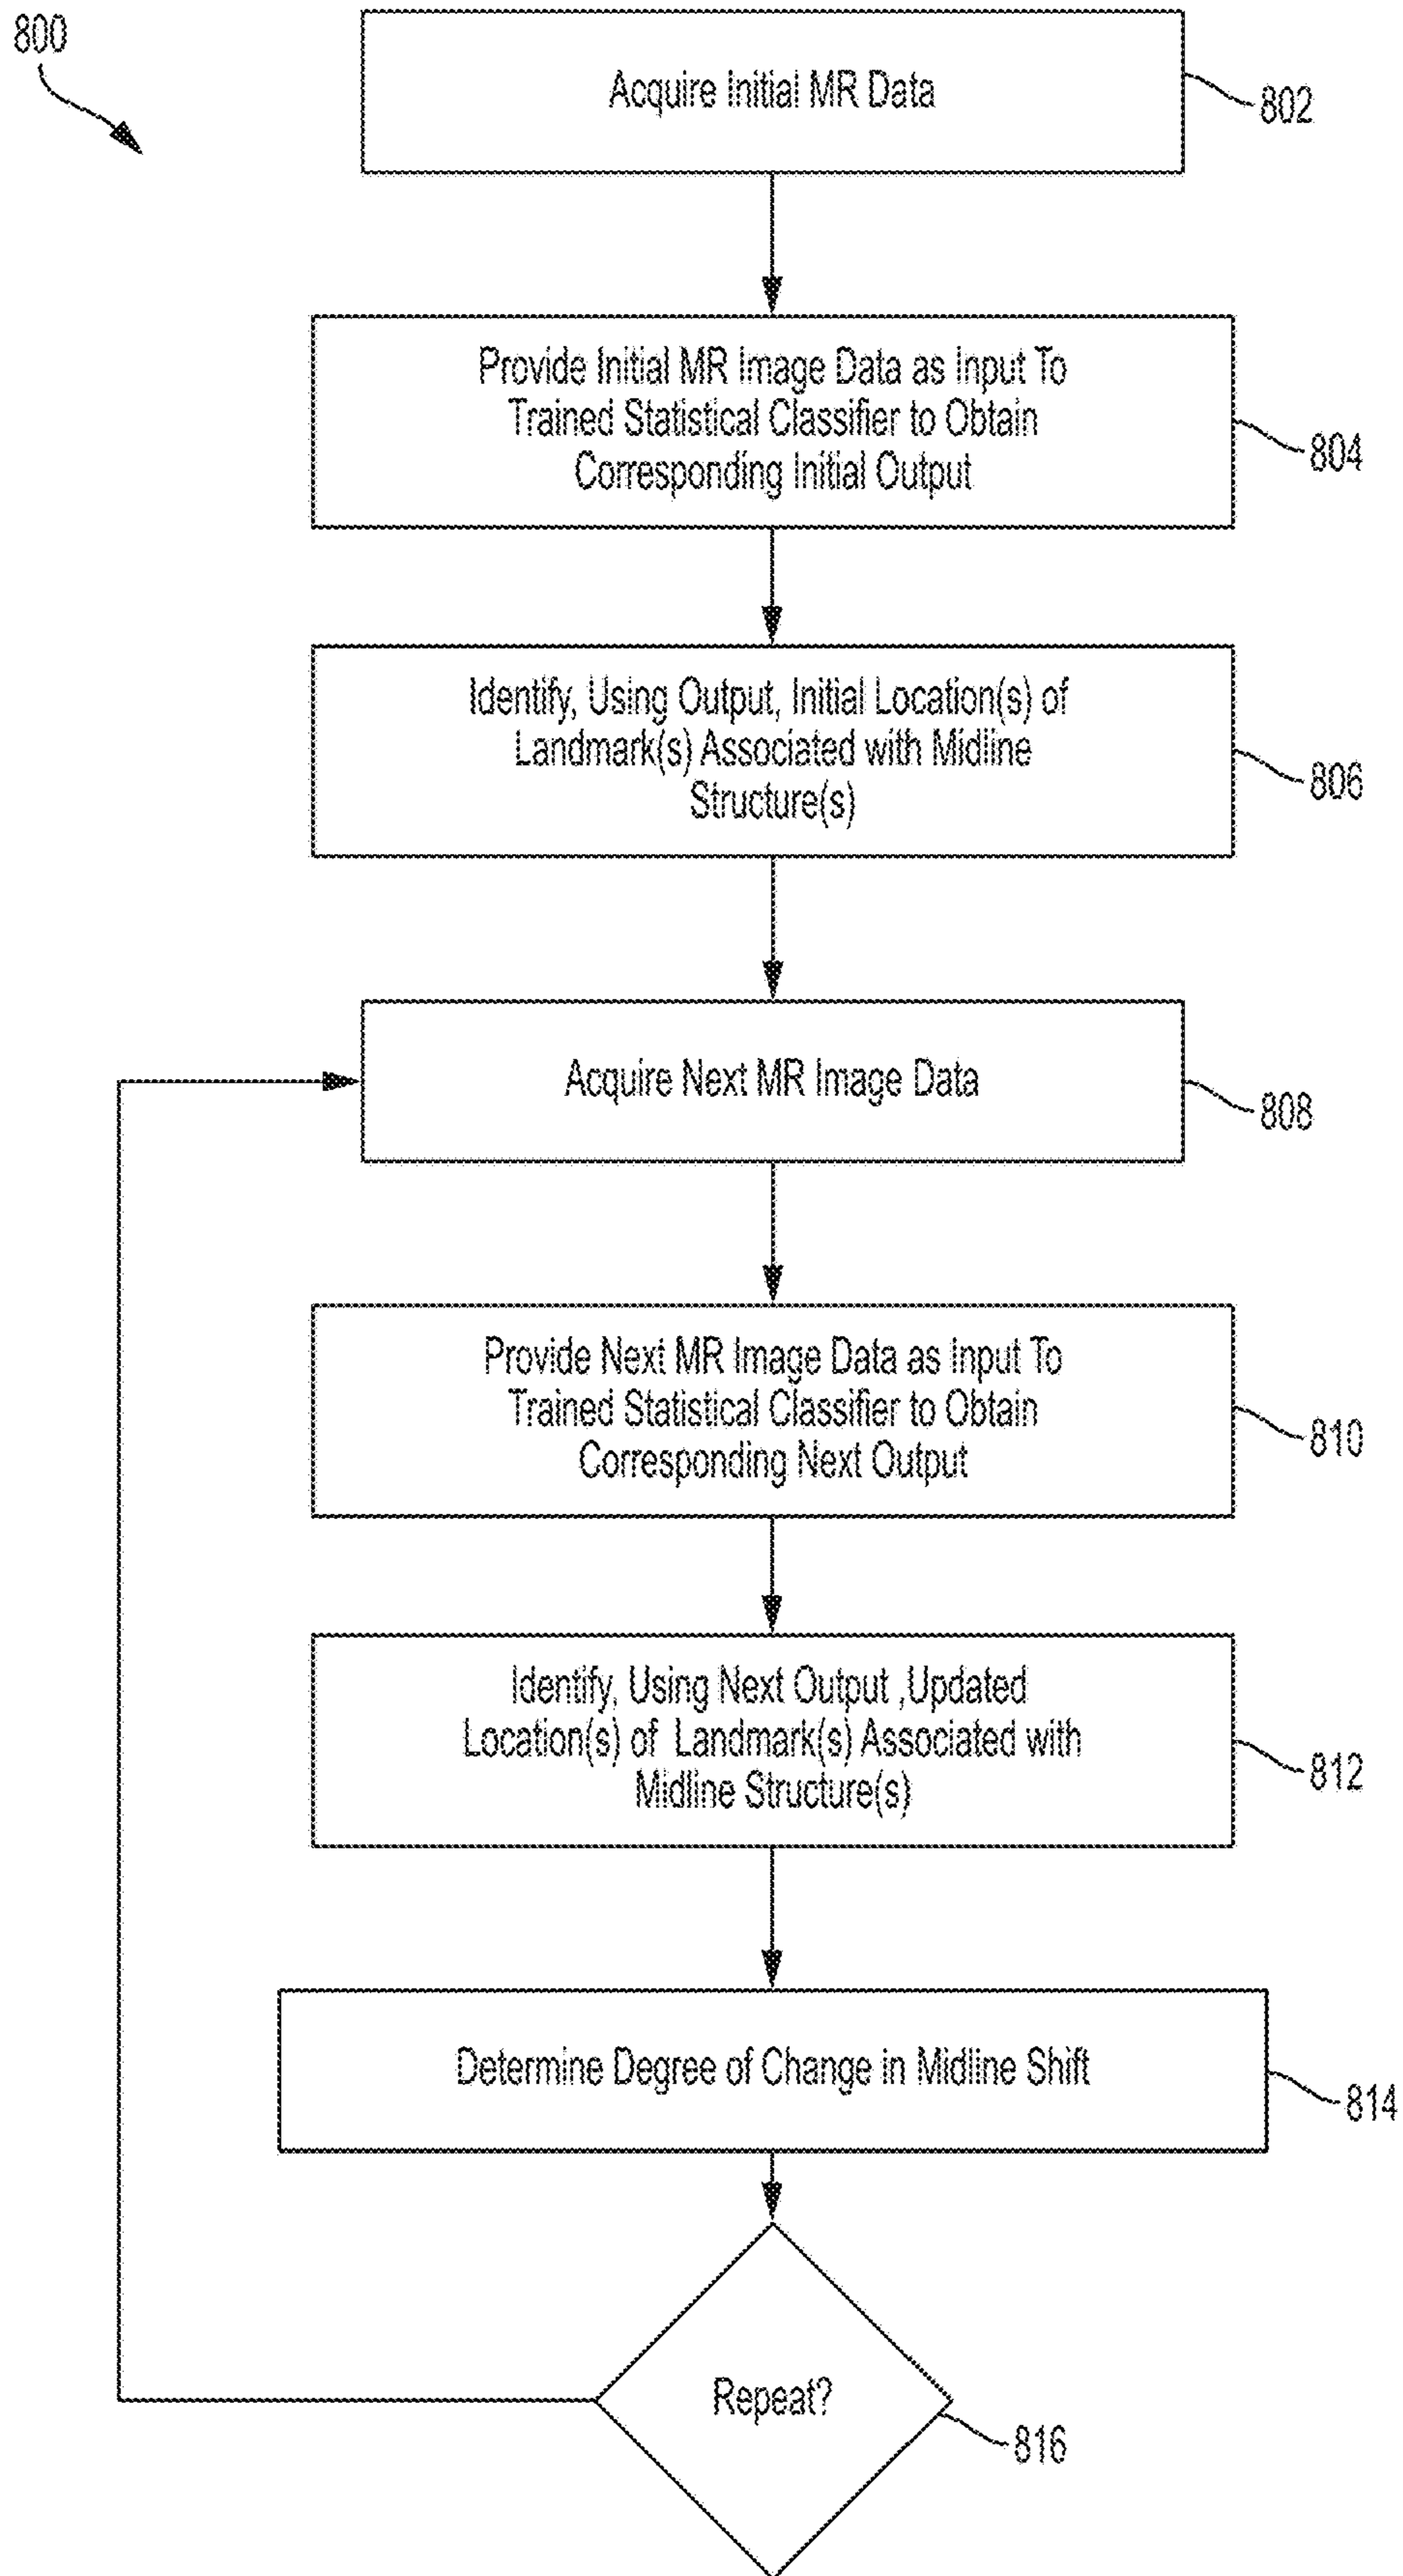 800
Acquire Initial MR Data
802
Provide Initial MR Image Data as Input To
Trained Statistical Classifier to Obtain
Corresponding Initial Output
804
Identify, Using Output, Initial Location(s) of
Landmark(s) Associated with Midline
Structure(s)
806
Acquire Next MR Image Data
808
Provide Next MR Image Data as Input To
Trained Statistical Classifier to Obtain
Corresponding Next Output
810
Identify, Using Next Output ,Updated
Location(s) of Landmark(s) Associated with
Midline Structure(s)
812
Determine Degree of Change in Midline Shift
814
Repeat?
816